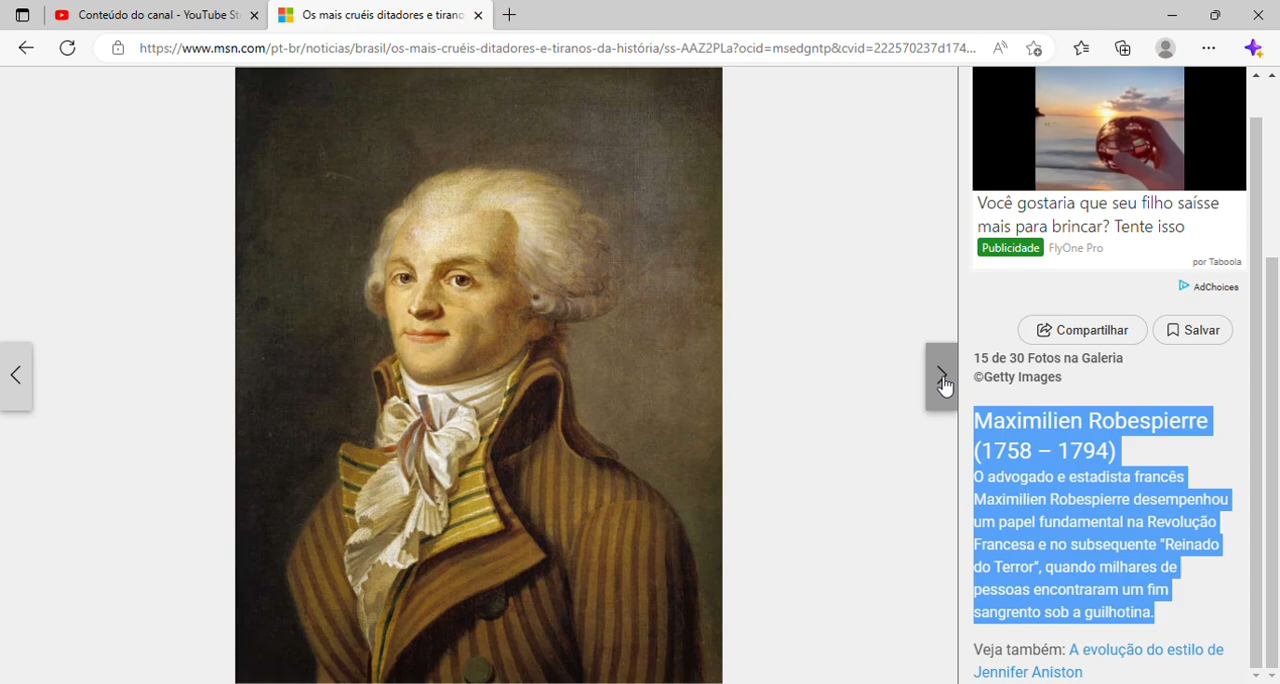 Conteúdo do canal - YouTube St
Os mais cruéis ditadores e tirano
https://www.msn.com/pt-br/noticias/brasil/os-mais-cruéis-ditadores-e-tiranos-da-história/ss-AAZ2PLa?ocid=msedgntp&cvid=222570237d174...
Você gostaria que seu filho saísse
mais para brincar? Tente isso
Publicidade FlyOne Pro
por Taboola
AdChoices
Compartilhar Salvar
15 de 30 Fotos na Galeria
©Getty Images
Maximilien Robespierre
(1758 – 1794)
O advogado e estadista francês
Maximilien Robespierre desempenhou
um papel fundamental na Revolução
Francesa e no subsequente "Reinado
do Terror", quando milhares de
pessoas encontraram um fim
sangrento sob a guilhotina.
Veja também: A evolução do estilo de
Jennifer Aniston